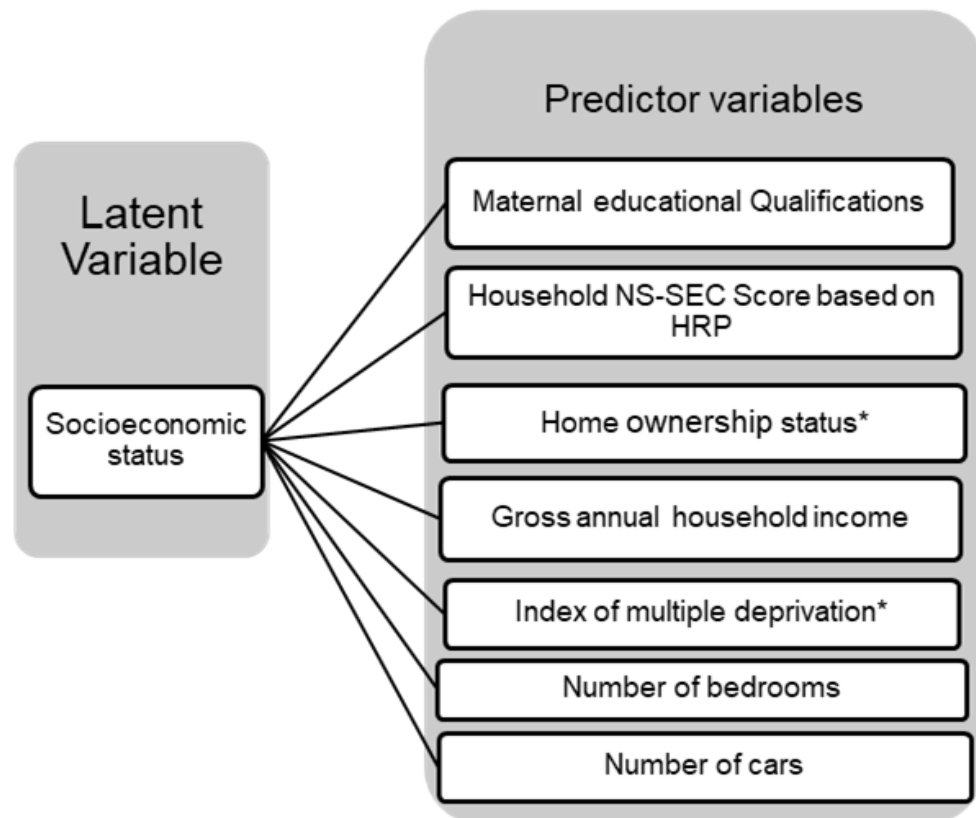 Latent
Variable
Socioeconomic
status
Predictor variables
Maternal educational Qualifications
Household NS-SEC Score based on
HRP
Home ownership status*
Gross annual household income
Index of multiple deprivation*
Number of bedrooms
Number of cars